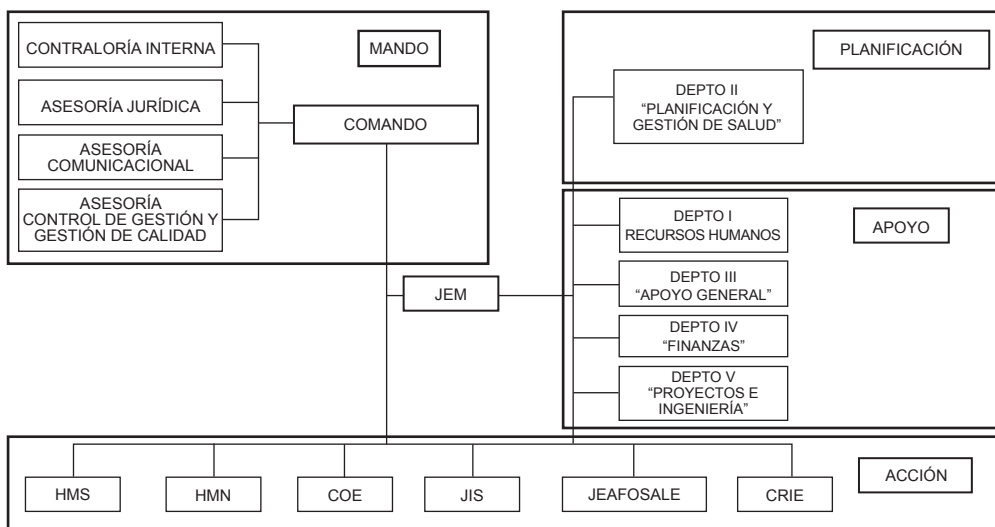 CONTRALORÍA INTERNA
ASESORÍA JURÍDICA
ASESORÍA
COMUNICACIONAL
ASESORÍA
CONTROL DE GESTIÓN Y
GESTIÓN DE CALIDAD
MANDO
COMANDO
JEM
PLANIFICACIÓN
DEPTO II
“PLANIFICACIÓN Y
GESTIÓN DE SALUD”
APOYO
DEPTO I
RECURSOS HUMANOS
DEPTO III
“APOYO GENERAL”
DEPTO IV
“FINANZAS”
DEPTO V
“PROYECTOS E
INGENIERÍA”
ACCIÓN
HMS
HMN
COE
JIS
JEAFOSALE
CRIE